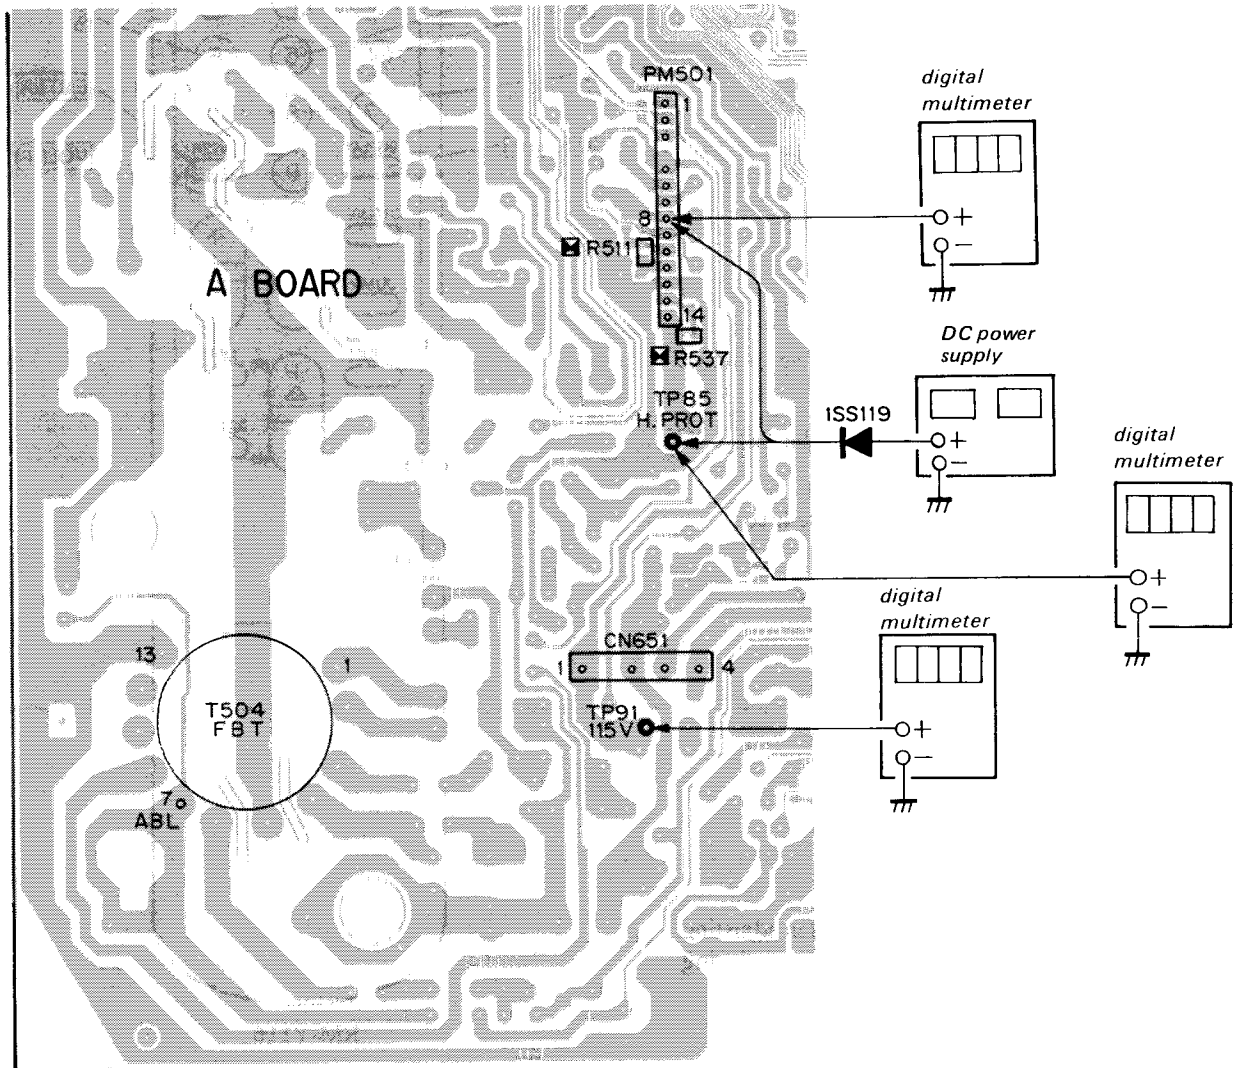 PM501
1
digital
multimeter
+
−
8
R511
A BOARD
14
R537
DC power
supply
TP85
H. PROT
1SS119
+
−
digital
multimeter
+
−
digital
multimeter
CN651
13
1
1
4
T504
FBT
TP91
115V
+
−
7
ABL